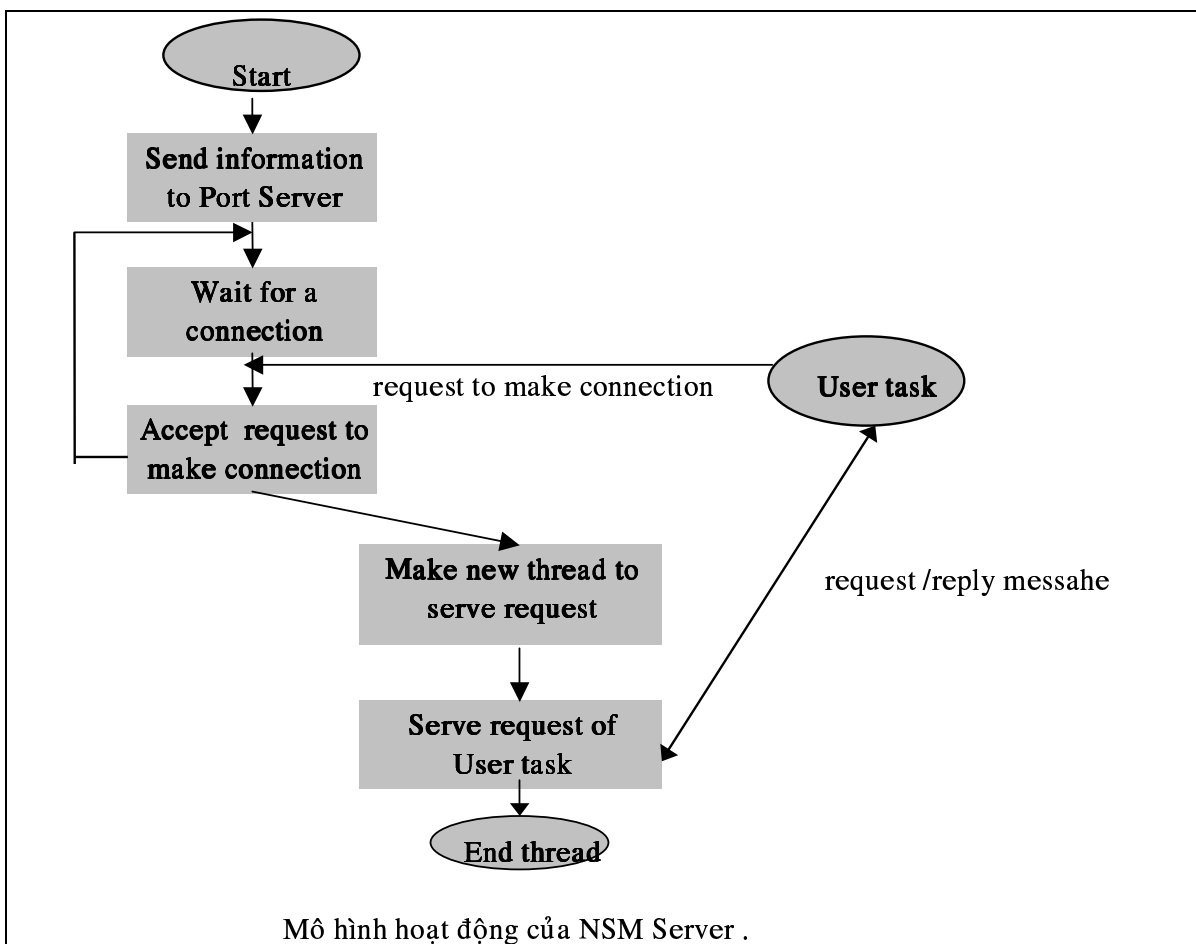 Start
Send information
to Port Server
Wait for a
connection
request to make connection
User task
Accept request to
make connection
Make new thread to
serve request
request /reply messahe
Serve request of
User task
End thread
Mô hình hoạt động của NSM Server .